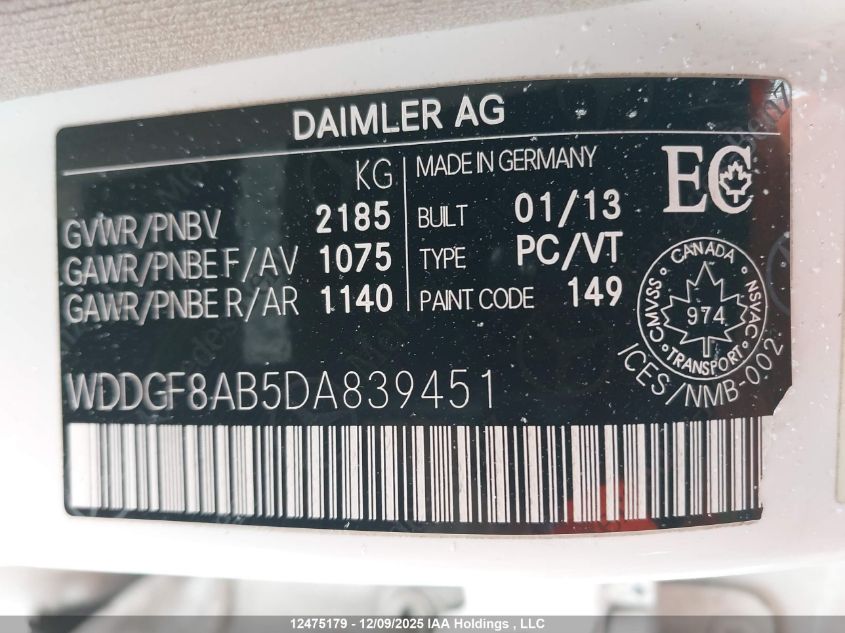 DAIMLER AG
KG
GVWR/PNBV 2185
GAWR/PNBE F/AV 1075
GAWR/PNBE R/AR 1140
MADE IN GERMANY
BUILT 01/13
TYPE PC/VT
PAINT CODE 149
EC
CANADA
CMVSS 974 NSVAC
TRANSPORT
ICES/NMB-002
WDDGF8AB5DA839451
12475179 - 12/09/2025 IAA Holdings , LLC